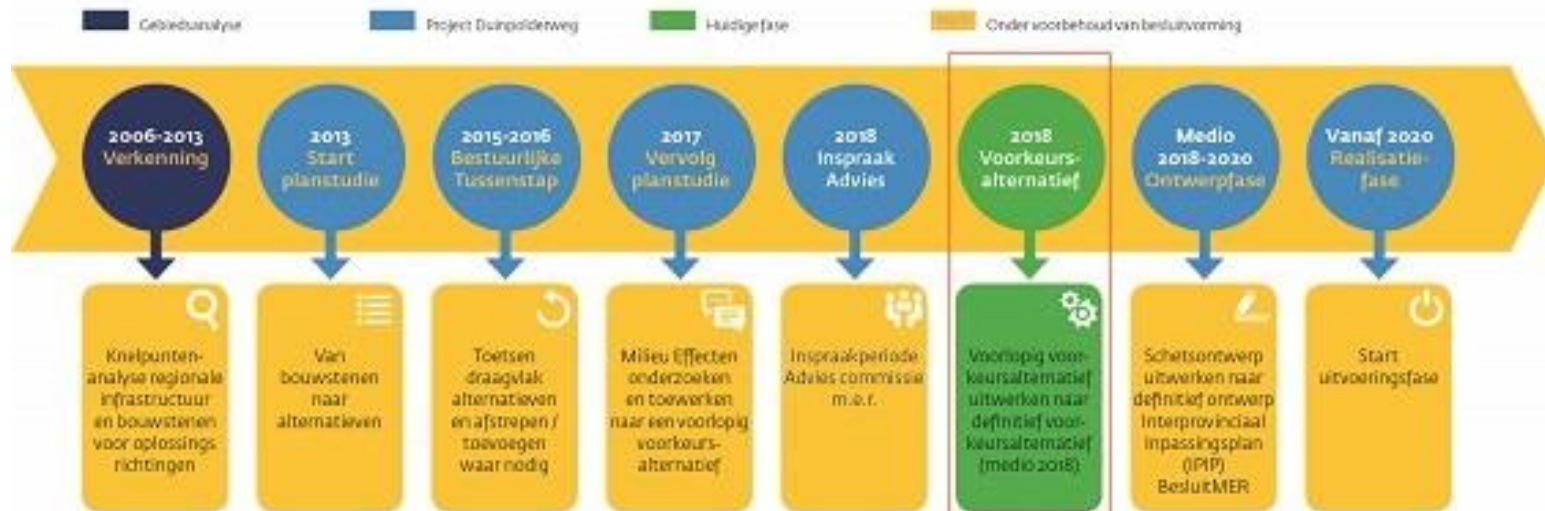 Gebiedsanalyse
Project Duinpolderweg
Huidige fase
Onder voorbehoud van besluitvorming
2006-2013
Verkenning
2013
Start
planstudie
2015-2016
Bestuurlijke
Tussenstap
2017
Vervolg
planstudie
2018
Inspraak
Advies
2018
Voorkeurs-
alternatief
Medio
2018-2020
Ontwerpfase
Vanaf 2020
Realisatie-
fase
Knelpunten-
analyse regionale
infrastructuur
en bouwstenen
voor oplossings
richtingen
Van
bouwstenen
naar
alternatieven
Toetsen
draagvlak
alternatieven
en afstrepen /
toevoegen
waar nodig
Milieu Effecten
onderzoeken
en toewerken
naar een voorlopig
voorkeurs-
alternatief
Inspraakperiode
Advies commissie
m.e.r.
Voorlopig voor-
keursalternatief
uitwerken naar
definitief voor-
keursalternatief
(medio 2018)
Schetsontwerp
uitwerken naar
definitief ontwerp
Interprovinciaal
Inpassingsplan
(IPIP)
BesluitMER
Start
uitvoeringsfase